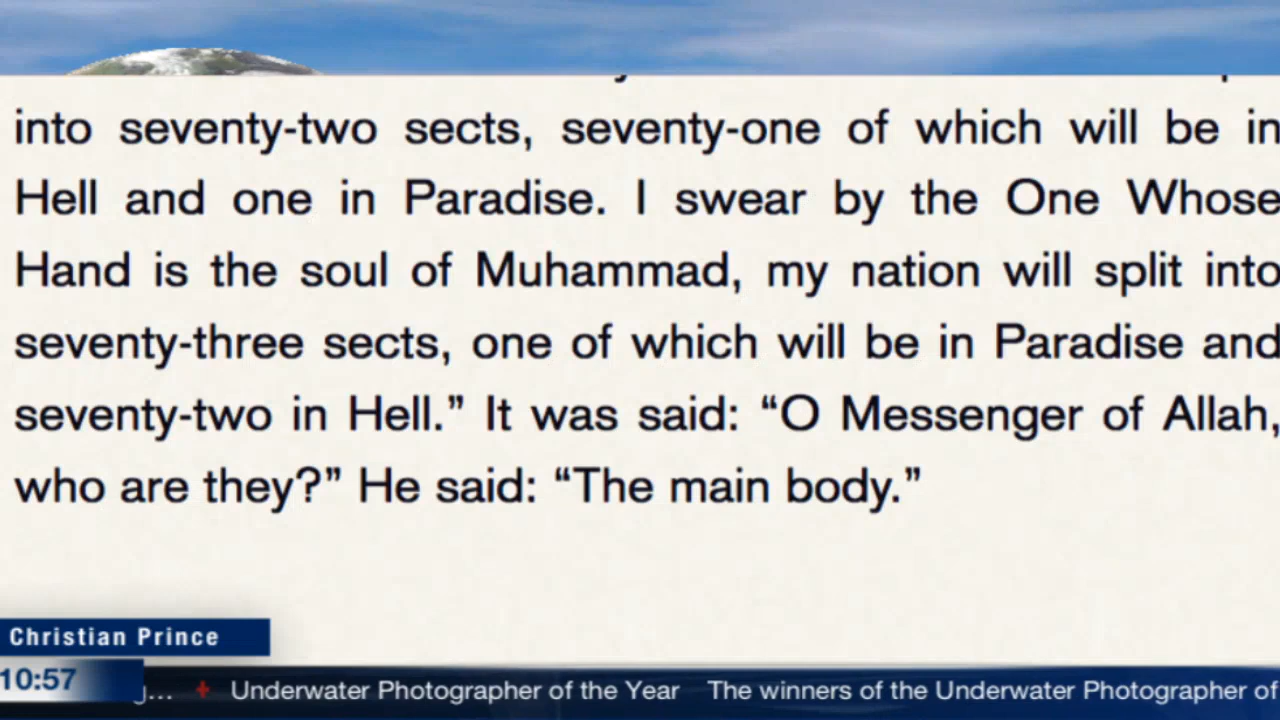 into seventy-two sects, seventy-one of which will be in
Hell and one in Paradise. I swear by the One Whose
Hand is the soul of Muhammad, my nation will split into
seventy-three sects, one of which will be in Paradise and
seventy-two in Hell.” It was said: “O Messenger of Allah,
who are they?” He said: “The main body.”
Christian Prince
10:57
... Underwater Photographer of the Year The winners of the Underwater Photographer of